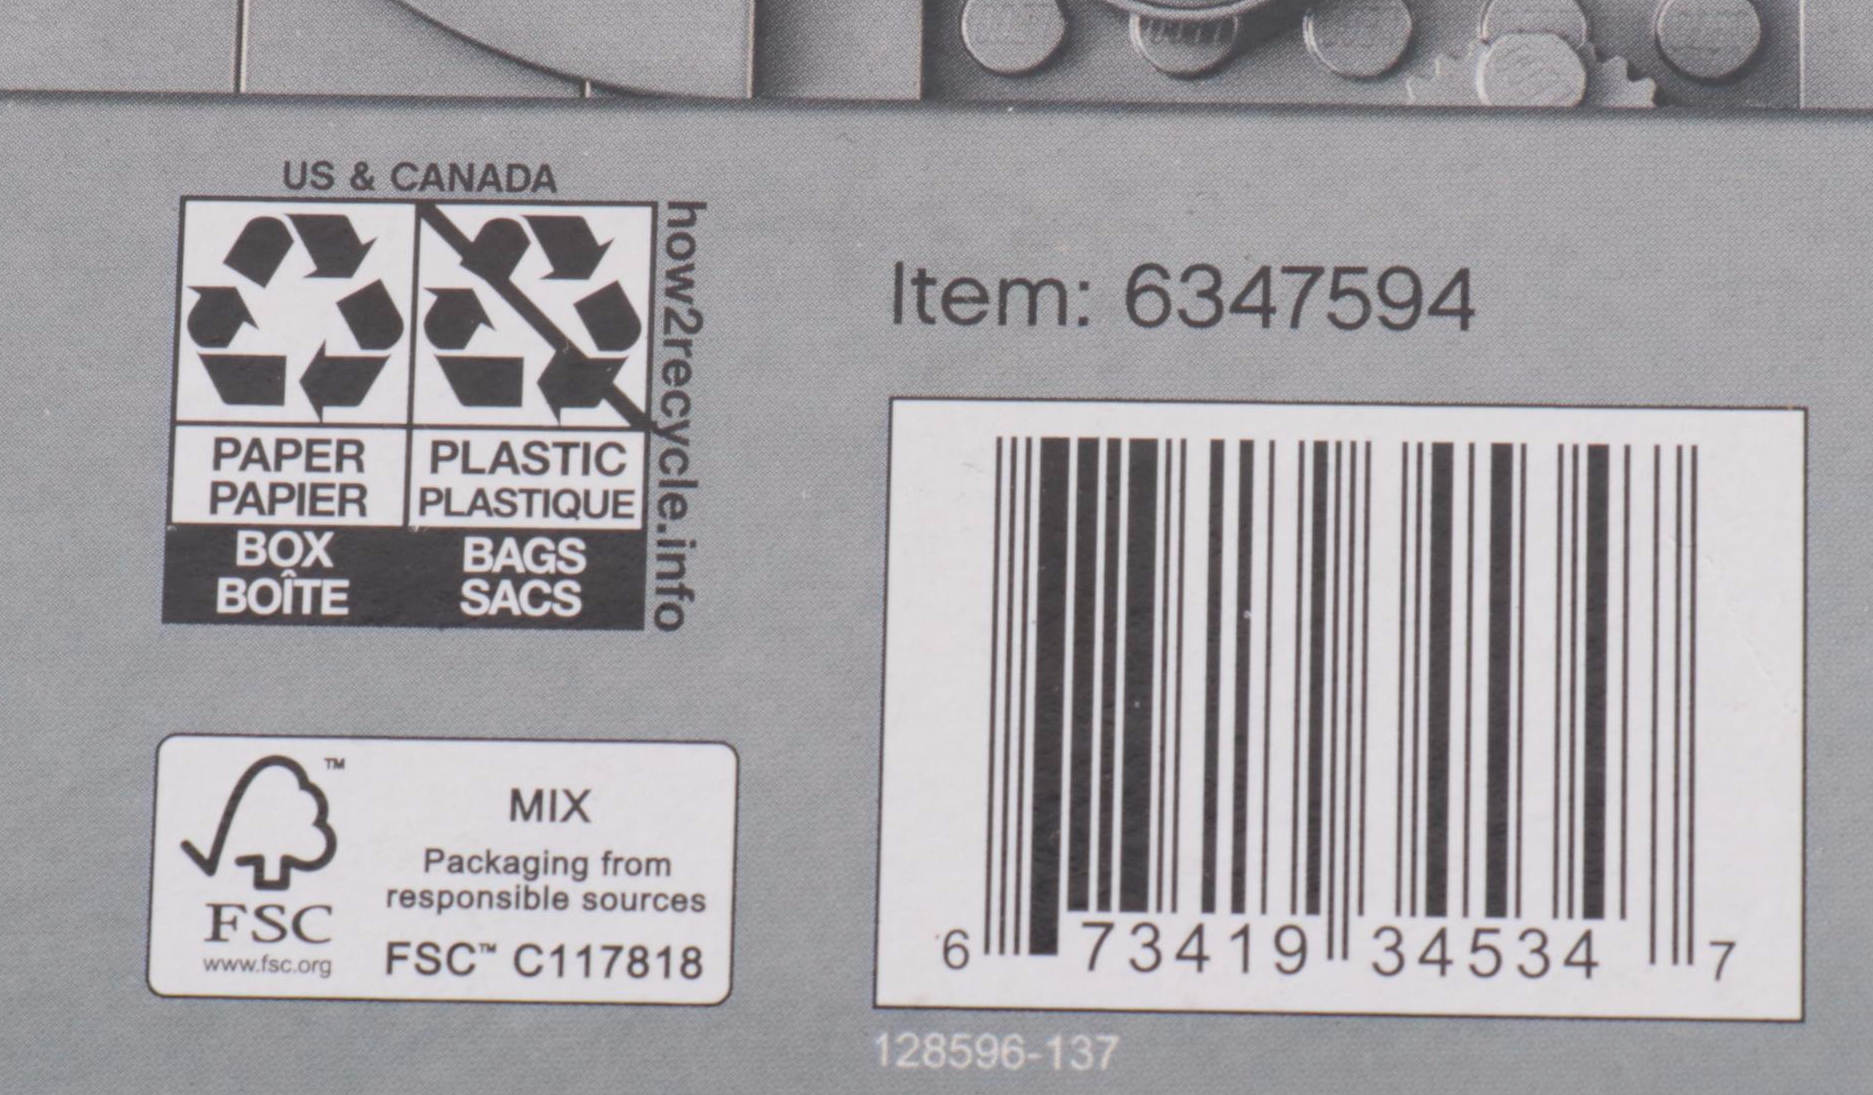 US & CANADA
how2recycle.info
PAPER
PAPIER
BOX
BOÎTE
PLASTIC
PLASTIQUE
BAGS
SACS
Item: 6347594
6 73419 34534 7
128596-137
™
FSC
www.fsc.org
MIX
Packaging from
responsible sources
FSC™ C117818